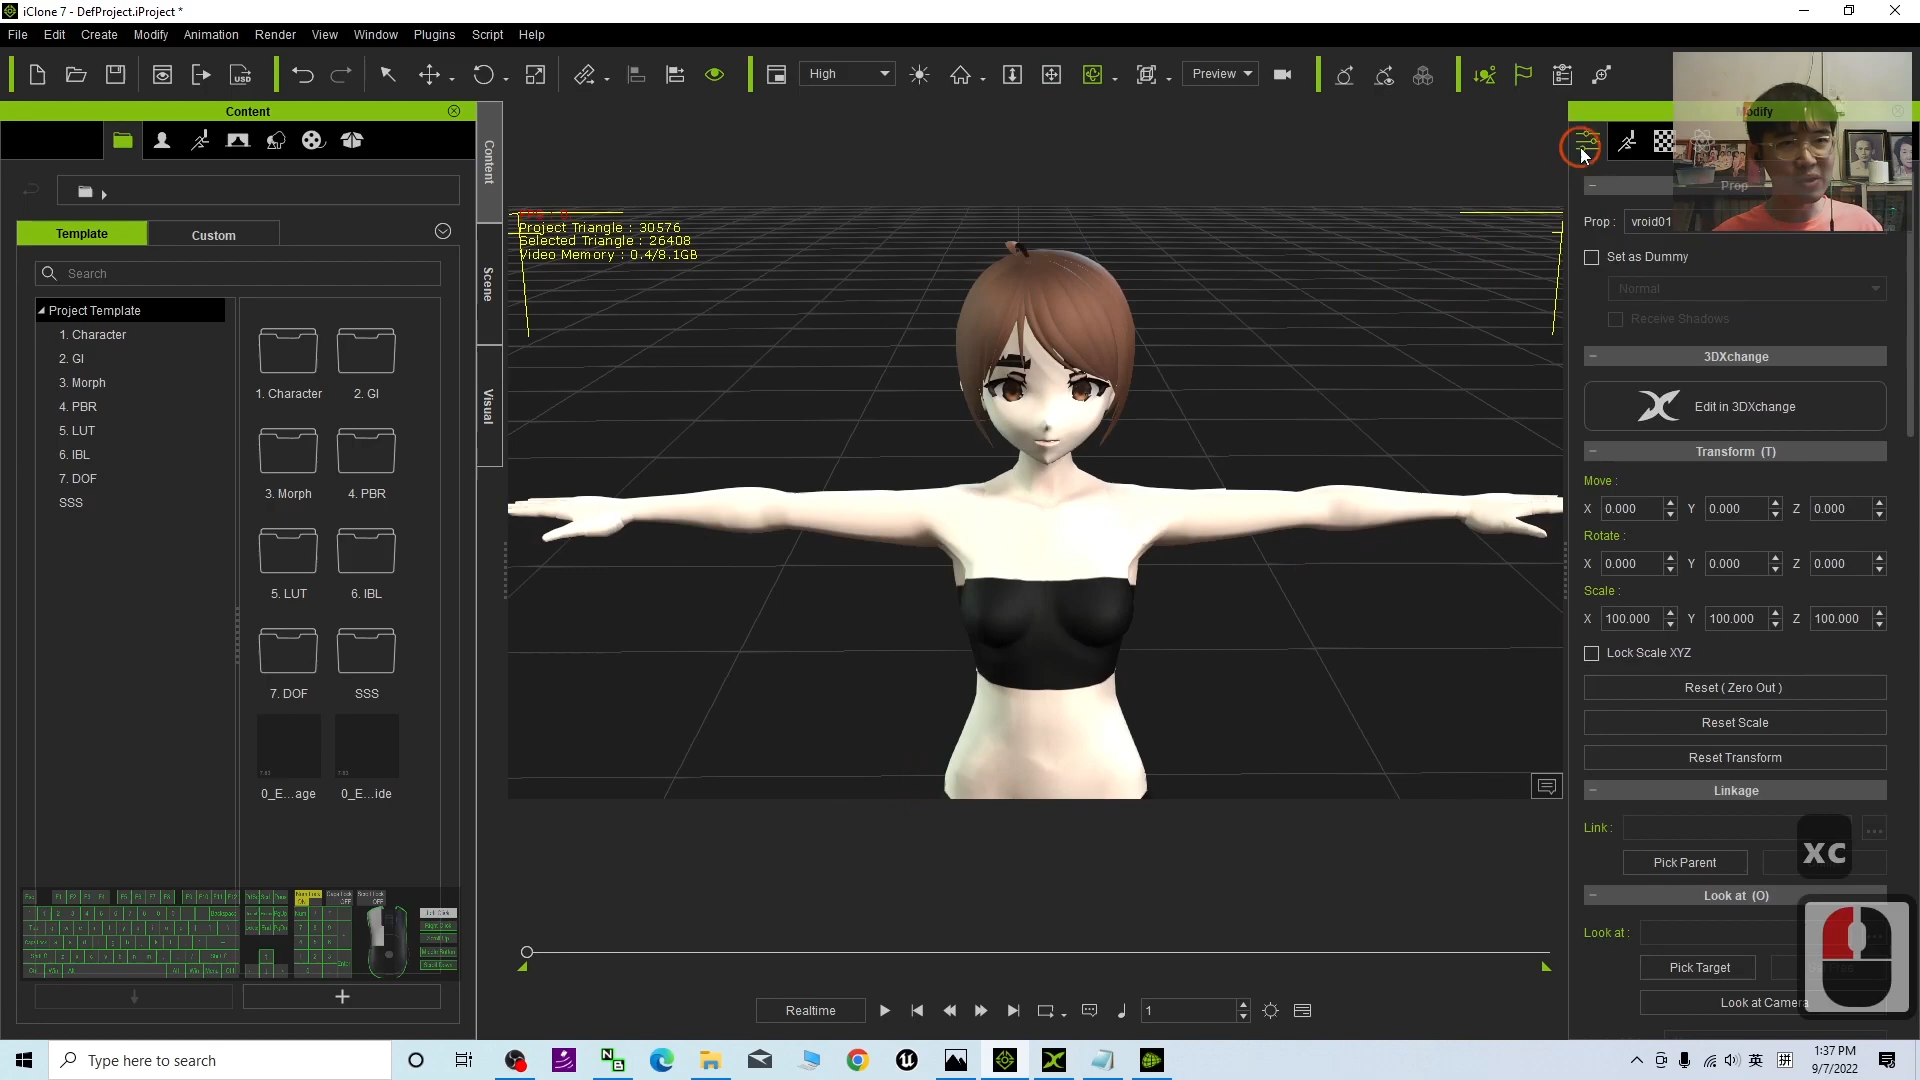 iClone 7 - DefProject.iProject *
File Edit Create Modify Animation Render View Window Plugins Script Help
USD
High
Preview
Content
Content
Scene
Visual
Template
Custom
Search
Project Template
1. Character
2. GI
3. Morph
4. PBR
5. LUT
6. IBL
7. DOF
SSS
1. Character
2. GI
3. Morph
4. PBR
5. LUT
6. IBL
7. DOF
SSS
0_E...age
0_E...ide
Project Triangle : 30576
Selected Triangle : 26408
Video Memory : 0.4/8.1GB
Realtime
1
Modify
Prop
Prop : vroid01
Set as Dummy
Normal
Receive Shadows
3DXchange
Edit in 3DXchange
Transform (T)
Move :
X 0.000 Y 0.000 Z 0.000
Rotate :
X 0.000 Y 0.000 Z 0.000
Scale :
X 100.000 Y 100.000 Z 100.000
Lock Scale XYZ
Reset ( Zero Out )
Reset Scale
Reset Transform
Linkage
Link :
Pick Parent
xc
Look at (O)
Look at :
Pick Target
Look at Camera
Type here to search
英
拼
1:37 PM
9/7/2022